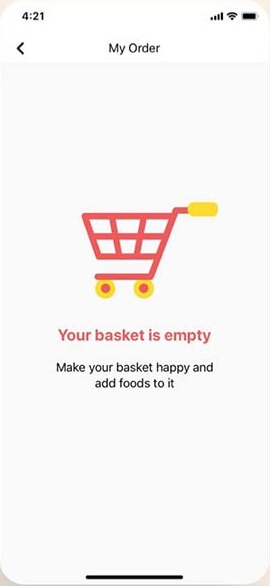 4:21
My Order
Your basket is empty
Make your basket happy and
add foods to it